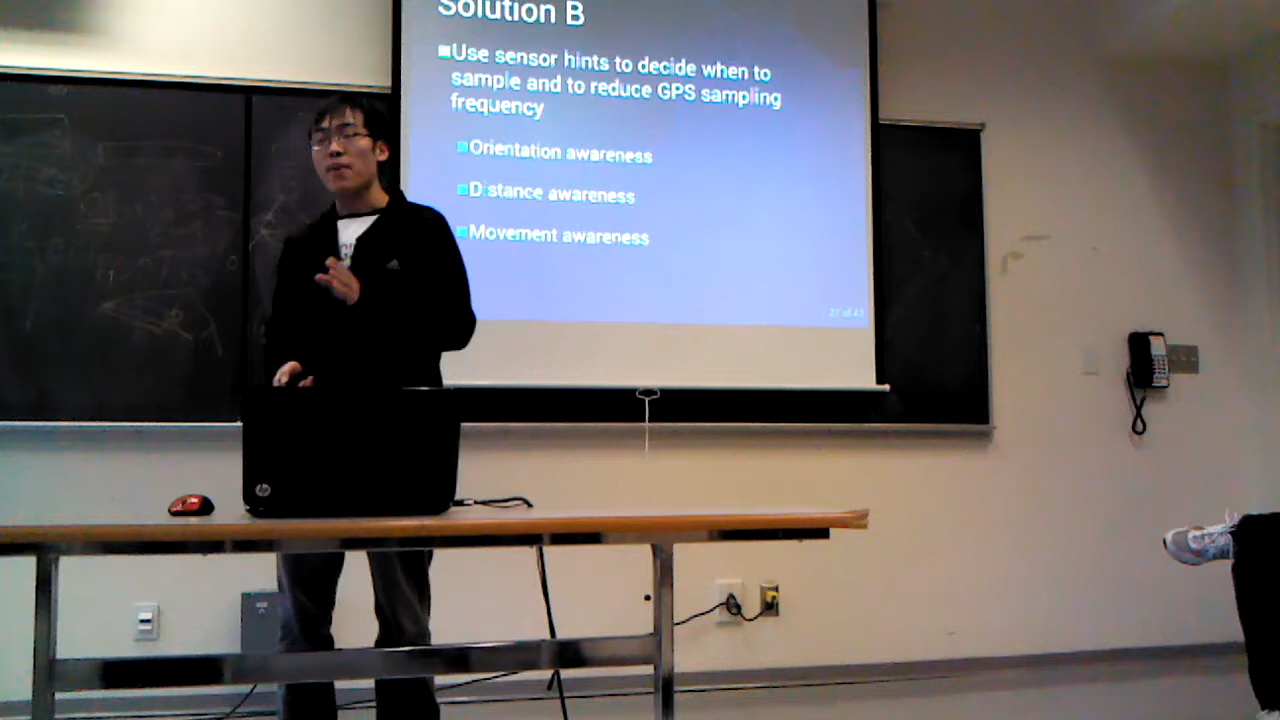 Solution B
Use sensor hints to decide when to
sample and to reduce GPS sampling
frequency
Orientation awareness
Distance awareness
Movement awareness
hp